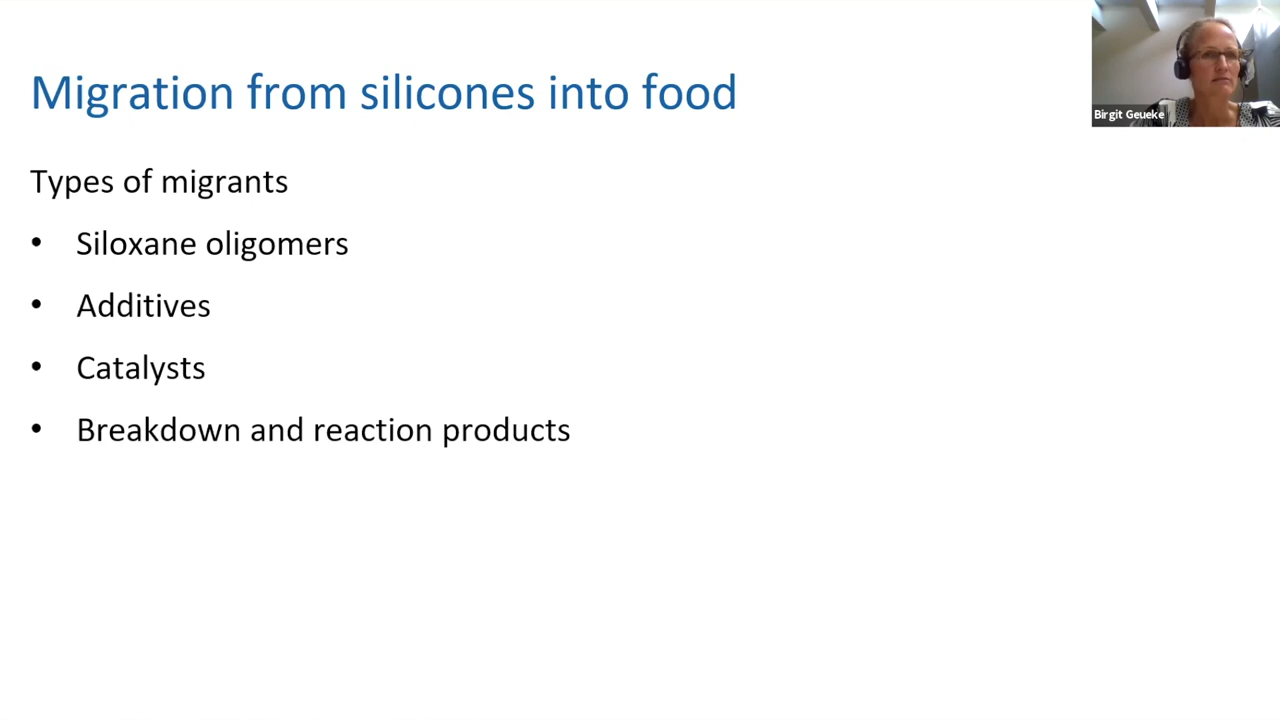 Migration from silicones into food
Birgit Geueke
Types of migrants
• Siloxane oligomers
• Additives
• Catalysts
• Breakdown and reaction products